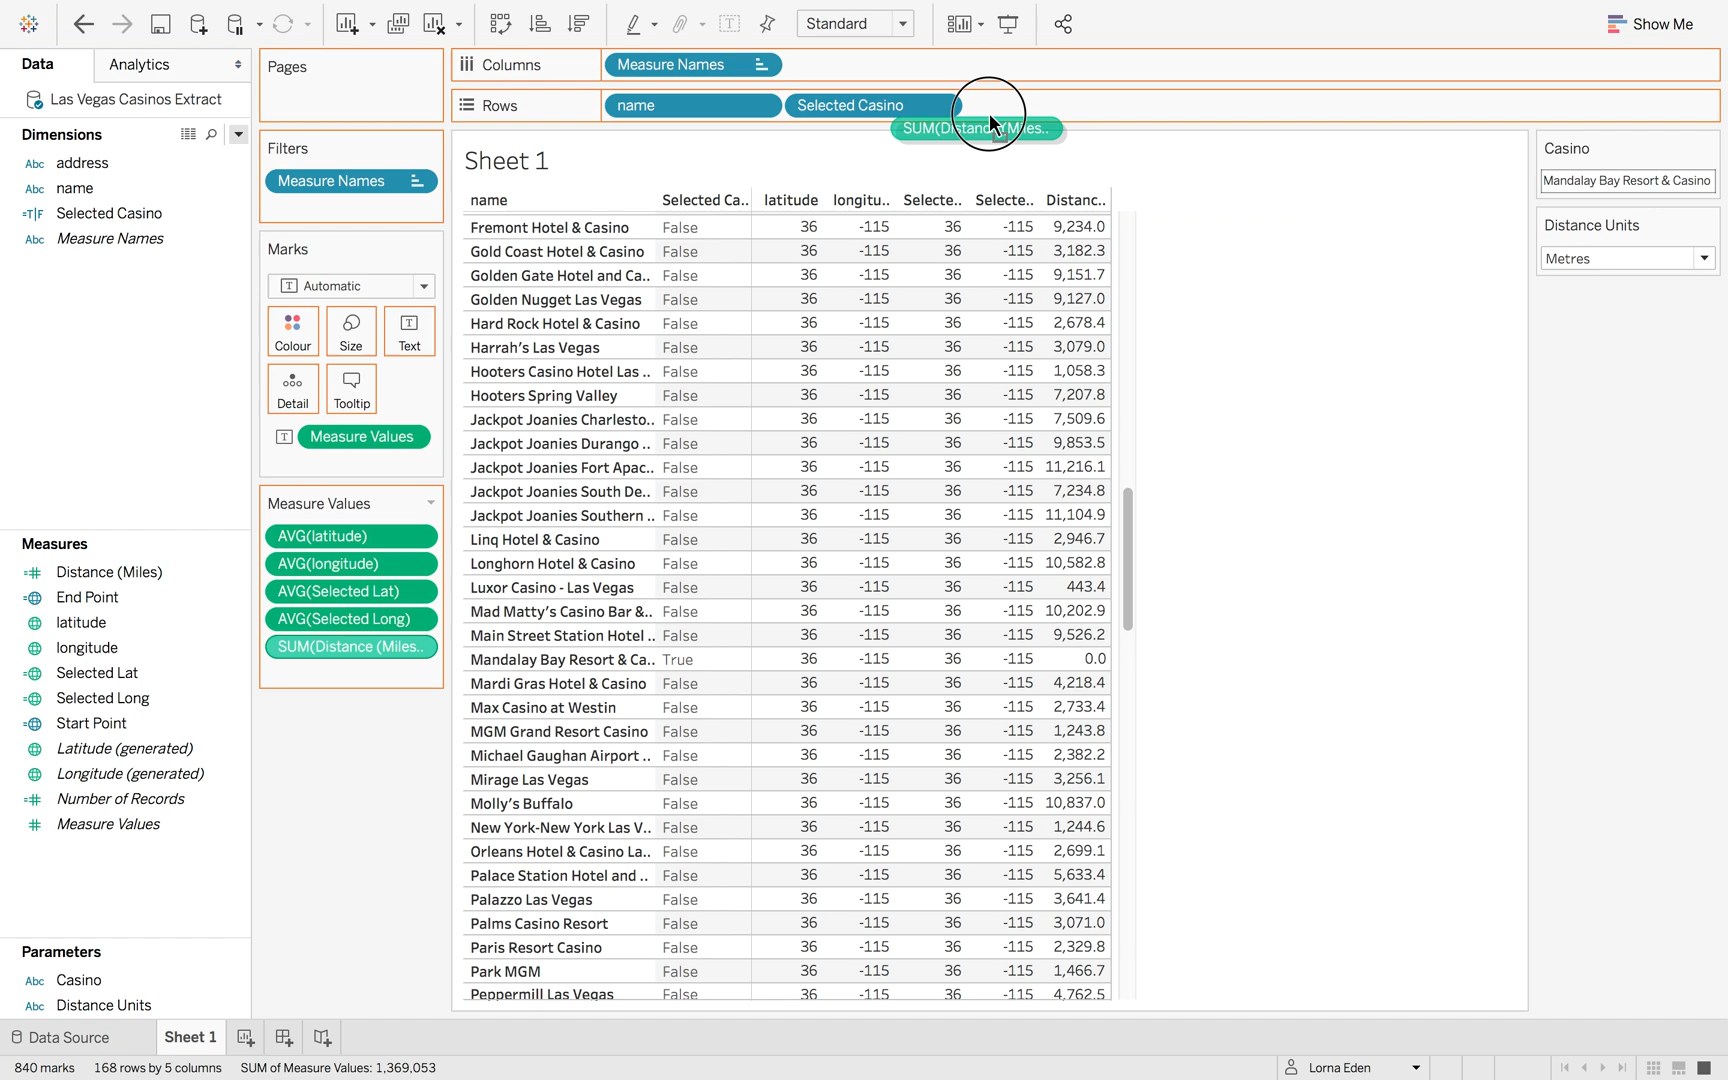 Standard
Show Me
Data
Analytics
Las Vegas Casinos Extract
Dimensions
Abc address
Abc name
=T|F Selected Casino
Abc Measure Names
Measures
=# Distance (Miles)
End Point
latitude
longitude
Selected Lat
Selected Long
Start Point
Latitude (generated)
Longitude (generated)
=# Number of Records
# Measure Values
Parameters
Abc Casino
Abc Distance Units
Pages
Filters
Measure Names
Marks
T Automatic
Colour Size T Text
Detail Tooltip
T Measure Values
Measure Values
AVG(latitude)
AVG(longitude)
AVG(Selected Lat)
AVG(Selected Long)
SUM(Distance (Miles..
Columns Measure Names
Rows name Selected Casino
SUM(Distance (Miles..
Sheet 1
name Selected Ca.. latitude longitu.. Selecte.. Selecte.. Distanc..
Fremont Hotel & Casino False 36 -115 36 -115 9,234.0
Gold Coast Hotel & Casino False 36 -115 36 -115 3,182.3
Golden Gate Hotel and Ca.. False 36 -115 36 -115 9,151.7
Golden Nugget Las Vegas False 36 -115 36 -115 9,127.0
Hard Rock Hotel & Casino False 36 -115 36 -115 2,678.4
Harrah's Las Vegas False 36 -115 36 -115 3,079.0
Hooters Casino Hotel Las .. False 36 -115 36 -115 1,058.3
Hooters Spring Valley False 36 -115 36 -115 7,207.8
Jackpot Joanies Charlesto.. False 36 -115 36 -115 7,509.6
Jackpot Joanies Durango .. False 36 -115 36 -115 9,853.5
Jackpot Joanies Fort Apac.. False 36 -115 36 -115 11,216.1
Jackpot Joanies South De.. False 36 -115 36 -115 7,234.8
Jackpot Joanies Southern .. False 36 -115 36 -115 11,104.9
Linq Hotel & Casino False 36 -115 36 -115 2,946.7
Longhorn Hotel & Casino False 36 -115 36 -115 10,582.8
Luxor Casino - Las Vegas False 36 -115 36 -115 443.4
Mad Matty's Casino Bar &.. False 36 -115 36 -115 10,202.9
Main Street Station Hotel .. False 36 -115 36 -115 9,526.2
Mandalay Bay Resort & Ca.. True 36 -115 36 -115 0.0
Mardi Gras Hotel & Casino False 36 -115 36 -115 4,218.4
Max Casino at Westin False 36 -115 36 -115 2,733.4
MGM Grand Resort Casino False 36 -115 36 -115 1,243.8
Michael Gaughan Airport .. False 36 -115 36 -115 2,382.2
Mirage Las Vegas False 36 -115 36 -115 3,256.1
Molly's Buffalo False 36 -115 36 -115 10,837.0
New York-New York Las V.. False 36 -115 36 -115 1,244.6
Orleans Hotel & Casino La.. False 36 -115 36 -115 2,699.1
Palace Station Hotel and .. False 36 -115 36 -115 5,633.4
Palazzo Las Vegas False 36 -115 36 -115 3,641.4
Palms Casino Resort False 36 -115 36 -115 3,071.0
Paris Resort Casino False 36 -115 36 -115 2,329.8
Park MGM False 36 -115 36 -115 1,466.7
Peppermill Las Vegas False 36 -115 36 -115 4,762.5
Casino
Mandalay Bay Resort & Casino
Distance Units
Metres
Data Source
Sheet 1
840 marks 168 rows by 5 columns SUM of Measure Values: 1,369,053
Lorna Eden